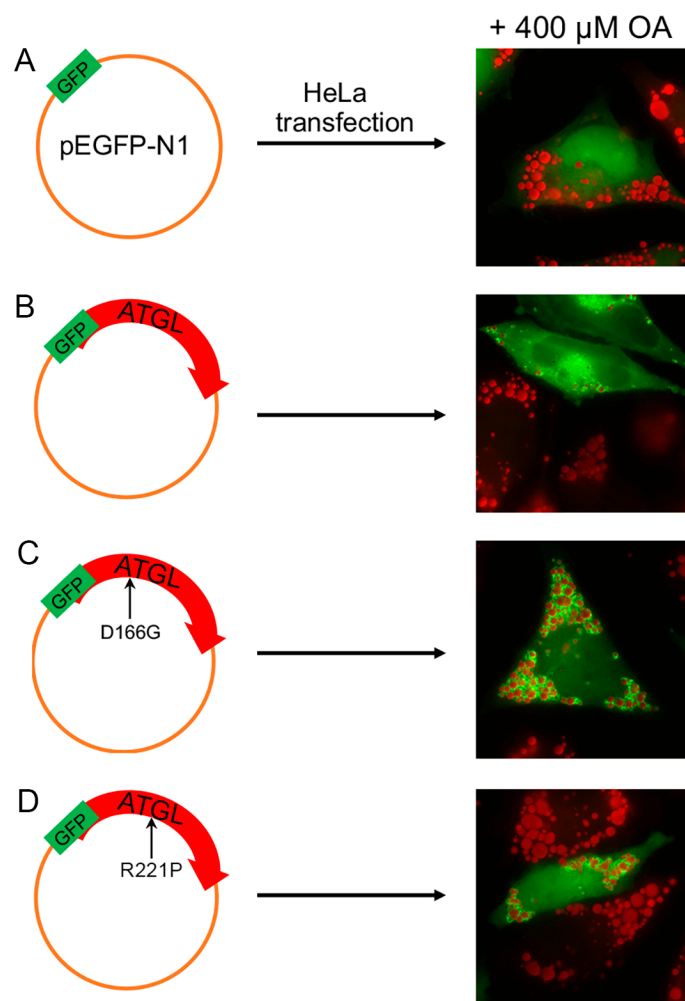 + 400 µM OA
A
GFP
pEGFP-N1
HeLa
transfection
B
GFP
ATGL
C
GFP
ATGL
D166G
D
GFP
ATGL
R221P